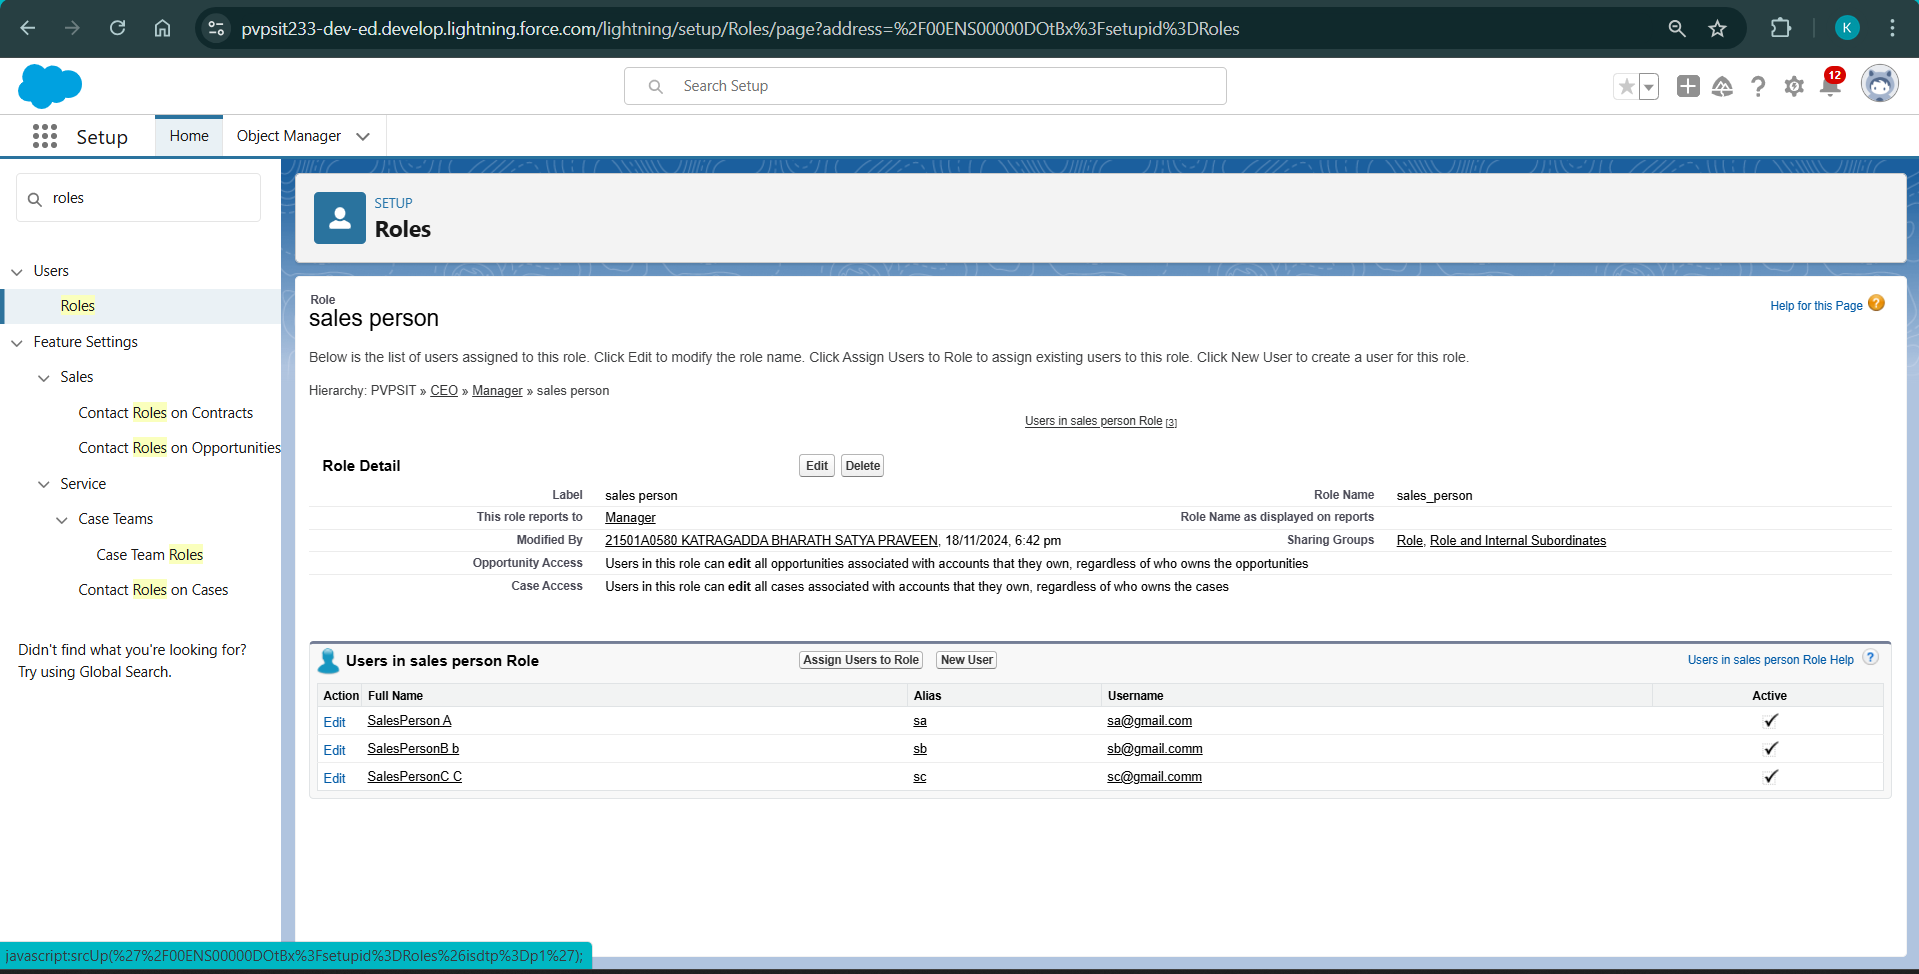 pvpsit233-dev-ed.develop.lightning.force.com/lightning/setup/Roles/page?address=%2F00ENS00000DOtBx%3Fsetupid%3DRoles
K
Search Setup
12
Setup
Home
Object Manager
roles
Users
Roles
Feature Settings
Sales
Contact Roles on Contracts
Contact Roles on Opportunities
Service
Case Teams
Case Team Roles
Contact Roles on Cases
Didn't find what you're looking for?
Try using Global Search.
SETUP
Roles
Role
sales person
Help for this Page ?
Below is the list of users assigned to this role. Click Edit to modify the role name. Click Assign Users to Role to assign existing users to this role. Click New User to create a user for this role.
Hierarchy: PVPSIT » CEO » Manager » sales person
Users in sales person Role [3]
Role Detail Edit Delete
Label sales person Role Name sales_person
This role reports to Manager Role Name as displayed on reports
Modified By 21501A0580 KATRAGADDA BHARATH SATYA PRAVEEN, 18/11/2024, 6:42 pm Sharing Groups Role, Role and Internal Subordinates
Opportunity Access Users in this role can edit all opportunities associated with accounts that they own, regardless of who owns the opportunities
Case Access Users in this role can edit all cases associated with accounts that they own, regardless of who owns the cases
Users in sales person Role Assign Users to Role New User Users in sales person Role Help ?
Action Full Name Alias Username Active
Edit SalesPerson A sa sa@gmail.com
Edit SalesPersonB b sb sb@gmail.comm
Edit SalesPersonC C sc sc@gmail.comm
javascript:srcUp(%27%2F00ENS00000DOtBx%3Fsetupid%3DRoles%26isdtp%3Dp1%27);